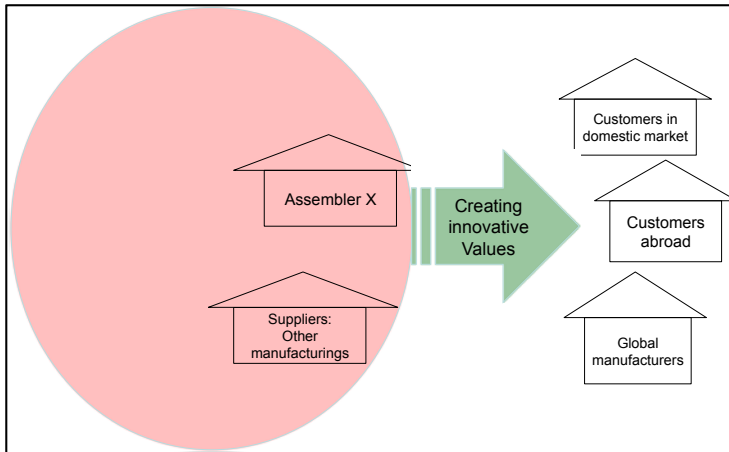 Assembler X
Suppliers:
Other
manufacturings
Creating
innovative
Values
Customers in
domestic market
Customers
abroad
Global
manufacturers